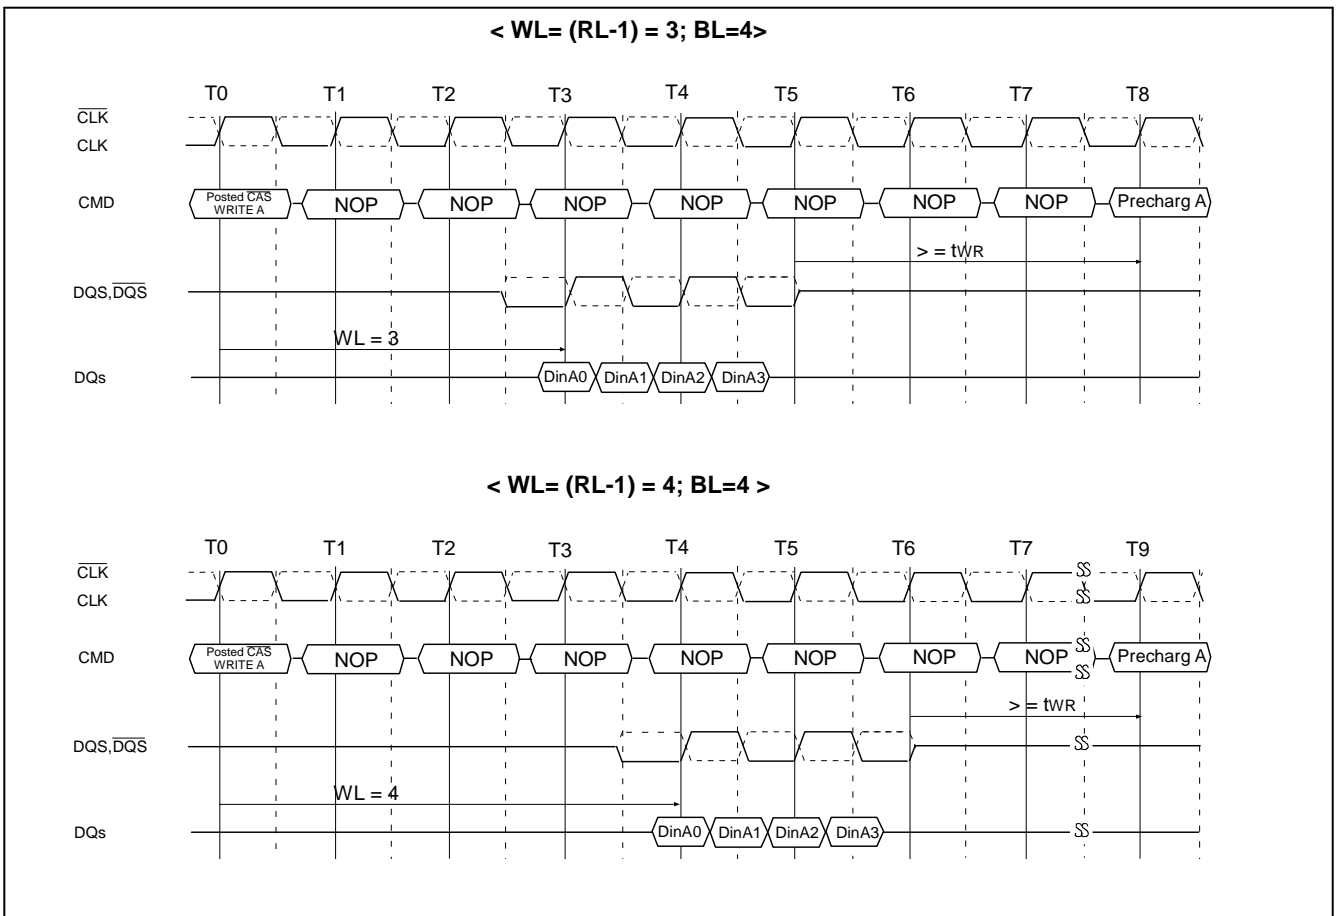 < WL= (RL-1) = 3; BL=4>
T0 T1 T2 T3 T4 T5 T6 T7 T8
CLK
CLK
CMD Posted CAS NOP NOP NOP NOP NOP NOP NOP Precharg A
WRITE A
> = tWR
DQS,DQS
WL = 3
DQs DinA0 DinA1 DinA2 DinA3
< WL= (RL-1) = 4; BL=4 >
T0 T1 T2 T3 T4 T5 T6 T7 T9
CLK
CLK
CMD Posted CAS NOP NOP NOP NOP NOP NOP NOP Precharg A
WRITE A
> = tWR
DQS,DQS
WL = 4
DQs DinA0 DinA1 DinA2 DinA3